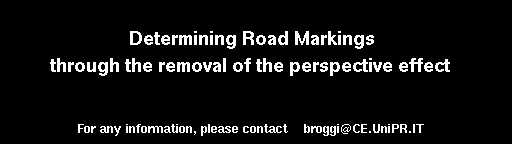 Determining Road Markings
through the removal of the perspective effect
For any information, please contact broggi@CE.UniPR.IT